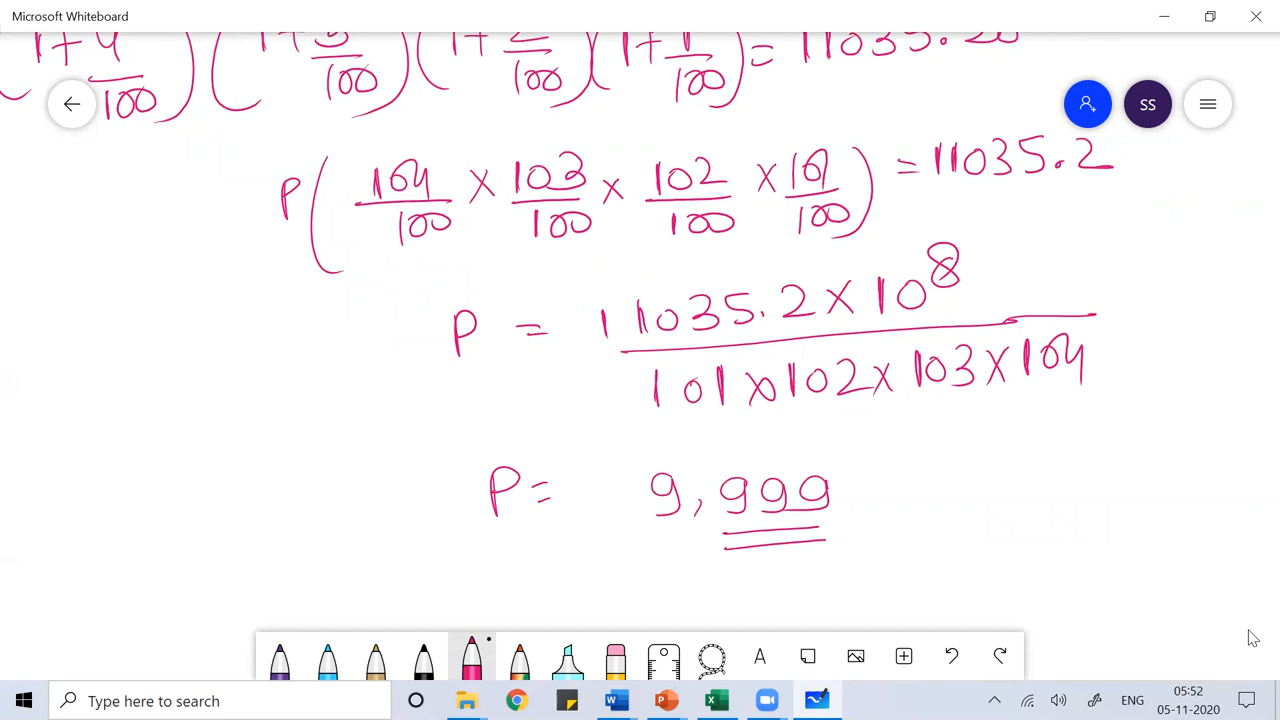 Microsoft Whiteboard
(1+4/100)(1+3/100)(1+2/100)(1+1/100)= 11035.20
SS
P(104/100 × 103/100 × 102/100 × 101/100) = 11035.2
P = 11035.2 × 10^8 / 101×102×103×104
P = 9,999
A
Type here to search
ENG
05:52
05-11-2020